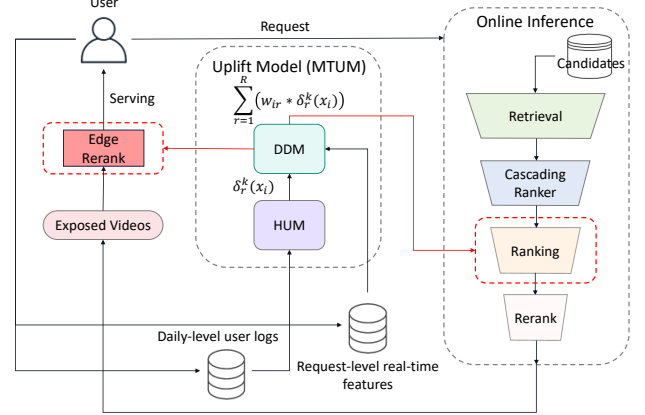 User
Request
Online Inference
Candidates
Uplift Model (MTUM)
\sum_{r=1}^{R} (w_{ir} * \delta_r^k(x_i))
Serving
Retrieval
Edge
Rerank
DDM
\delta_r^k(x_i)
Cascading
Ranker
Exposed Videos
HUM
Ranking
Rerank
Daily-level user logs
Request-level real-time
features